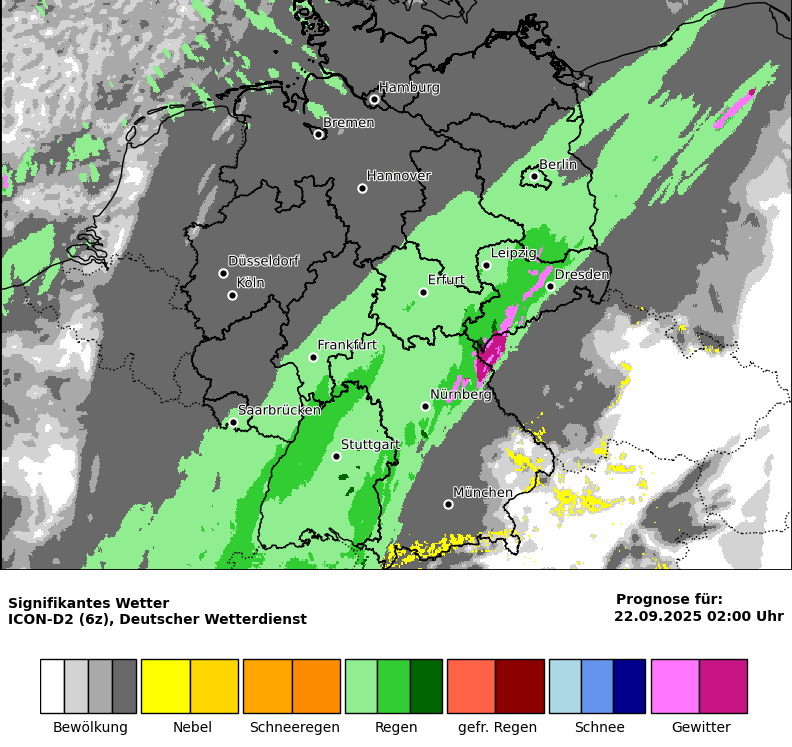 Hamburg
Bremen
Hannover
Berlin
Düsseldorf
Köln
Leipzig
Erfurt
Dresden
Frankfurt
Nürnberg
Saarbrücken
Stuttgart
München
Signifikantes Wetter
ICON-D2 (6z), Deutscher Wetterdienst
Prognose für:
22.09.2025 02:00 Uhr
Bewölkung
Nebel
Schneeregen
Regen
gefr. Regen
Schnee
Gewitter